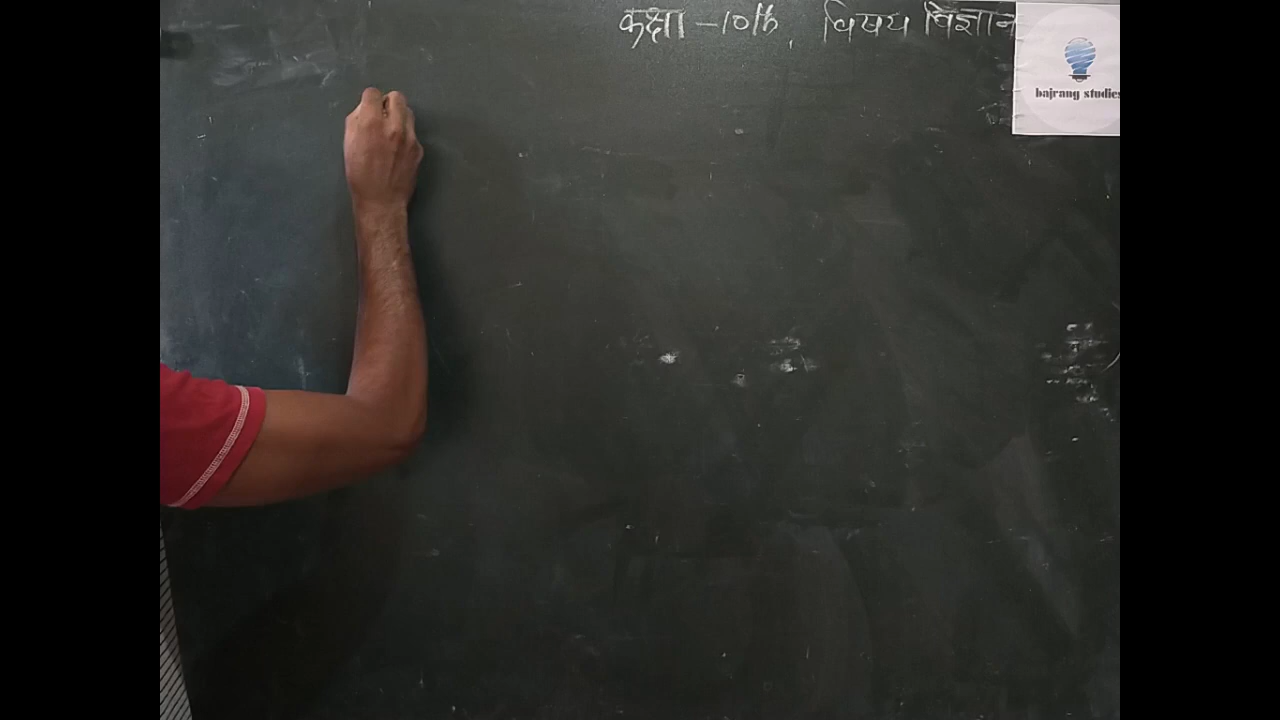 कक्षा - 10th, विषय विज्ञान
bajrang studies